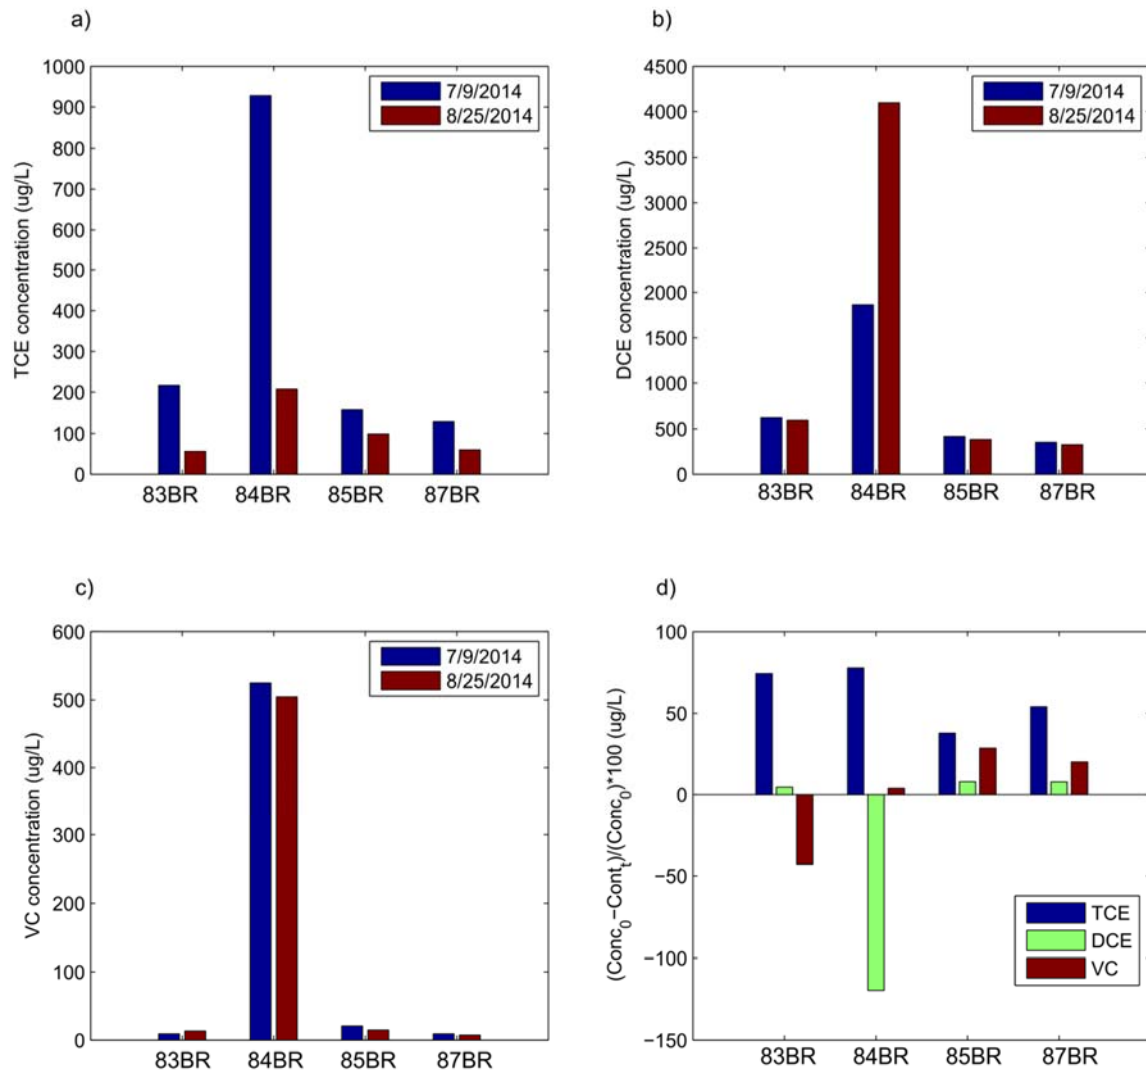 a)
1000
900
800
700
600
500
400
300
200
100
0
TCE concentration (ug/L)
7/9/2014
8/25/2014
83BR 84BR 85BR 87BR
b)
4500
4000
3500
3000
2500
2000
1500
1000
500
0
DCE concentration (ug/L)
7/9/2014
8/25/2014
83BR 84BR 85BR 87BR
c)
600
500
400
300
200
100
0
VC concentration (ug/L)
7/9/2014
8/25/2014
83BR 84BR 85BR 87BR
d)
100
50
0
−50
−100
−150
(Conc₀−Contₜ)/(Conc₀)*100 (ug/L)
TCE
DCE
VC
83BR 84BR 85BR 87BR